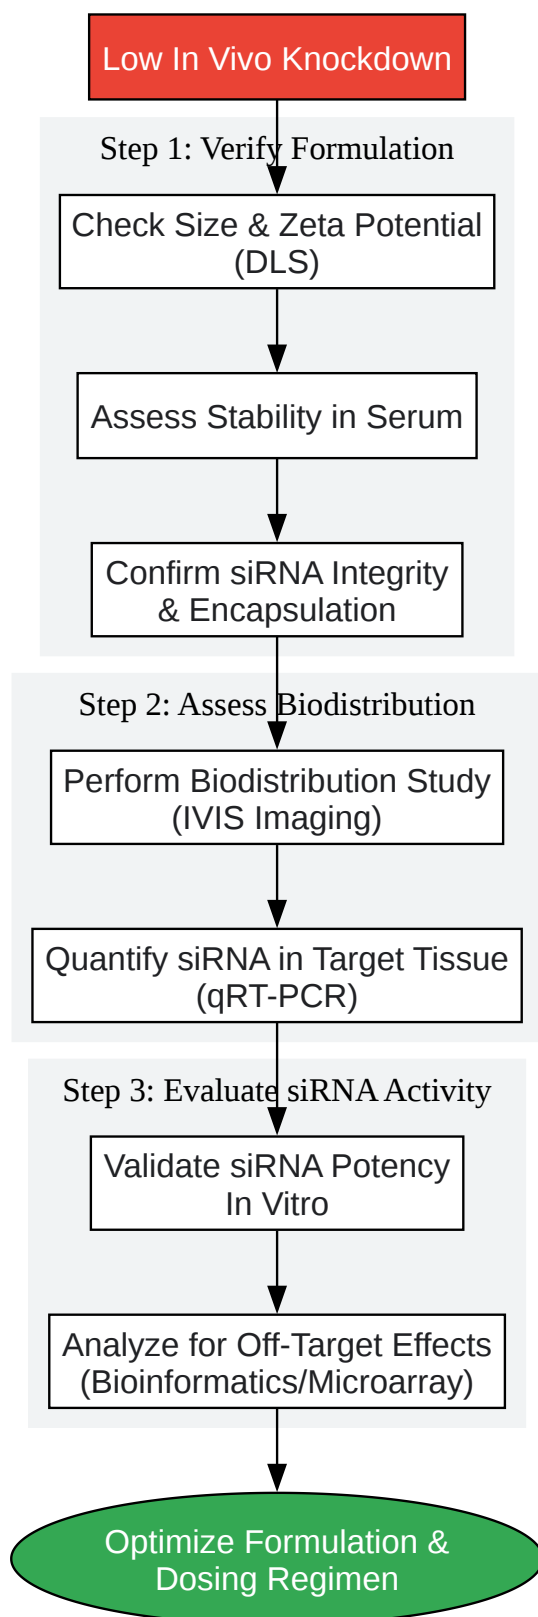 Low In Vivo Knockdown
Step 1: Verify Formulation
Check Size & Zeta Potential
(DLS)
Assess Stability in Serum
Confirm siRNA Integrity
& Encapsulation
Step 2: Assess Biodistribution
Perform Biodistribution Study
(IVIS Imaging)
Quantify siRNA in Target Tissue
(qRT-PCR)
Step 3: Evaluate siRNA Activity
Validate siRNA Potency
In Vitro
Analyze for Off-Target Effects
(Bioinformatics/Microarray)
Optimize Formulation &
Dosing Regimen